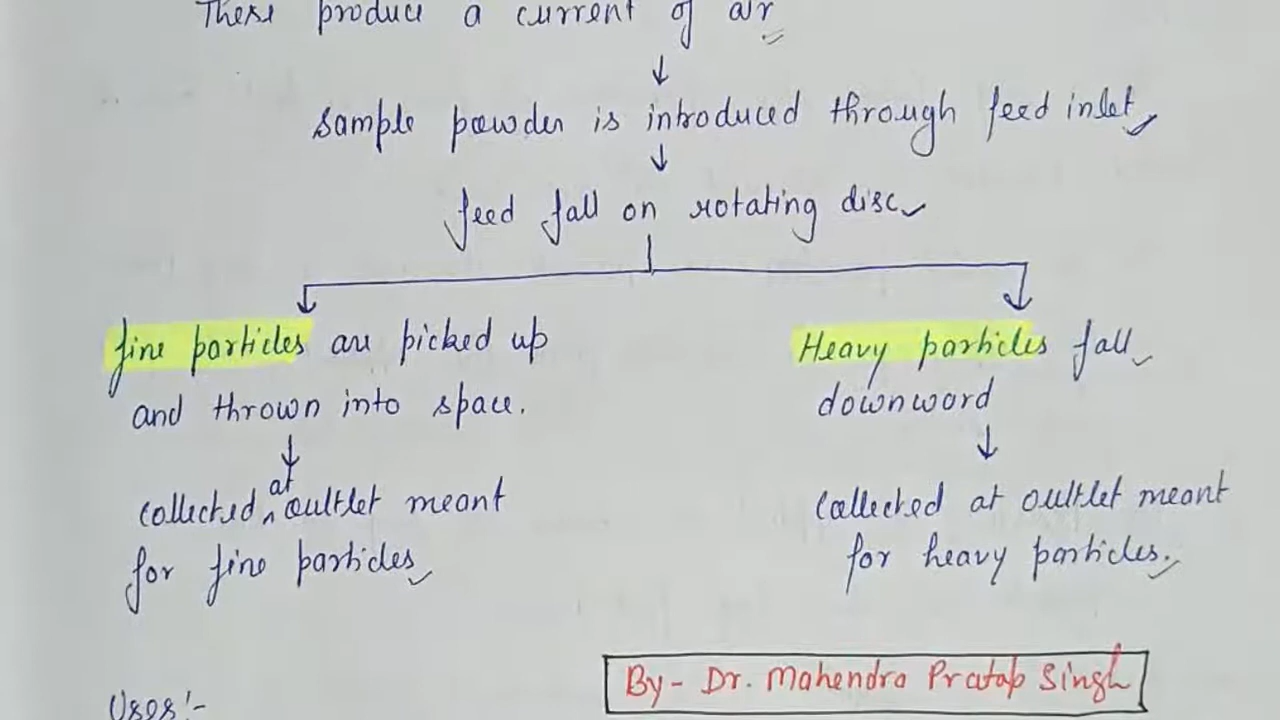 These produce a current of air
↓
sample powder is introduced through feed inlet
↓
feed fall on rotating disc
fine particles are picked up
and thrown into space.
↓
collected at outlet meant
for fine particles
Heavy particles fall
downward
↓
collected at outlet meant
for heavy particles.
Uses:-
By- Dr. Mahendra Pratap Singh